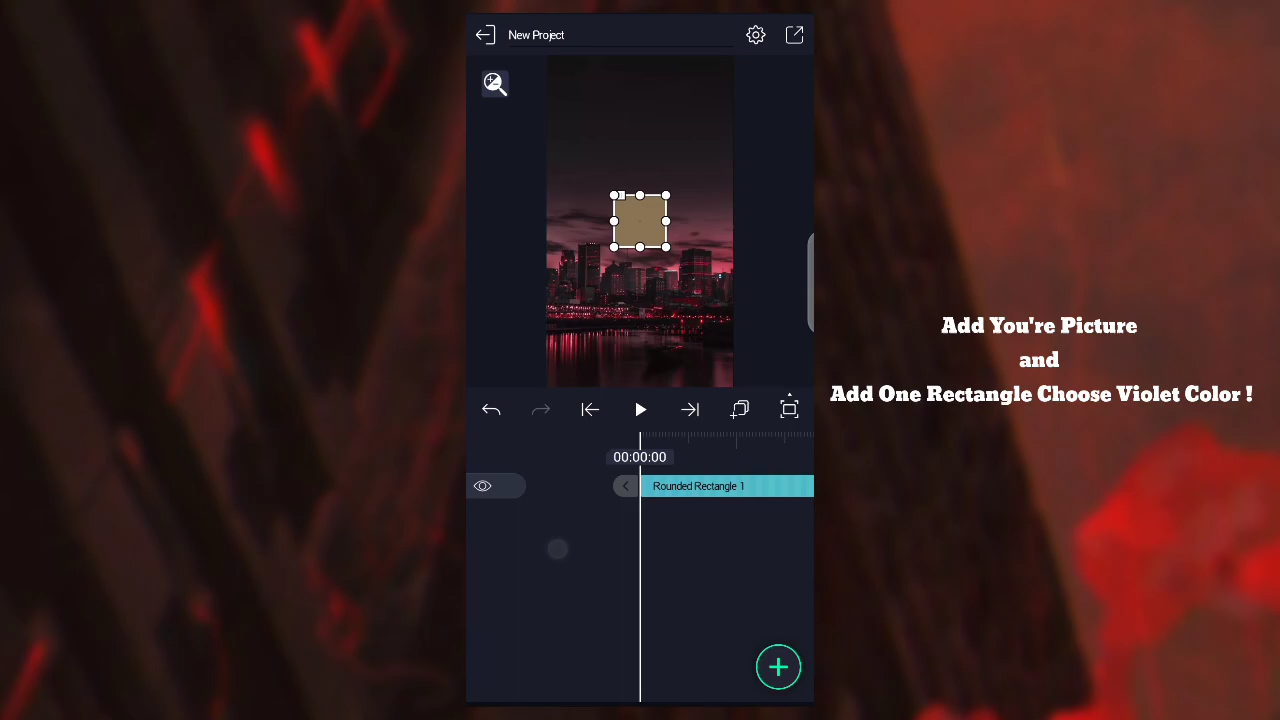 New Project
Add You're Picture
and
Add One Rectangle Choose Violet Color !
00:00:00
Rounded Rectangle 1